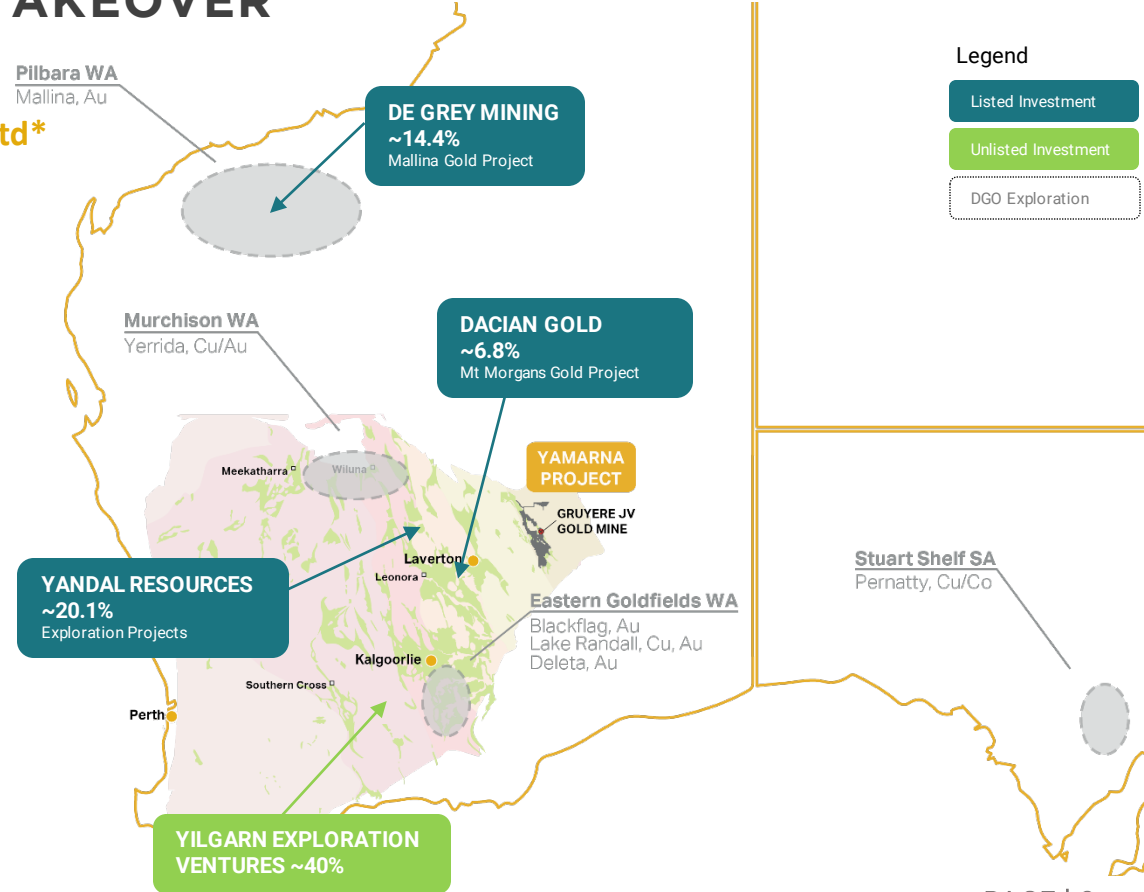 AKEOVER
Pilbara WA
Mallina, Au
td*
DE GREY MINING
~14.4%
Mallina Gold Project
Legend
Listed Investment
Unlisted Investment
DGO Exploration
Murchison WA
Yerrida, Cu/Au
DACIAN GOLD
~6.8%
Mt Morgans Gold Project
YAMARNA
PROJECT
Meekatharra
Wiluna
GRUYERE JV
GOLD MINE
Laverton
Leonora
YANDAL RESOURCES
~20.1%
Exploration Projects
Stuart Shelf SA
Pernatty, Cu/Co
Eastern Goldfields WA
Blackflag, Au
Lake Randall, Cu, Au
Deleta, Au
Kalgoorlie
Southern Cross
Perth
YILGARN EXPLORATION
VENTURES ~40%